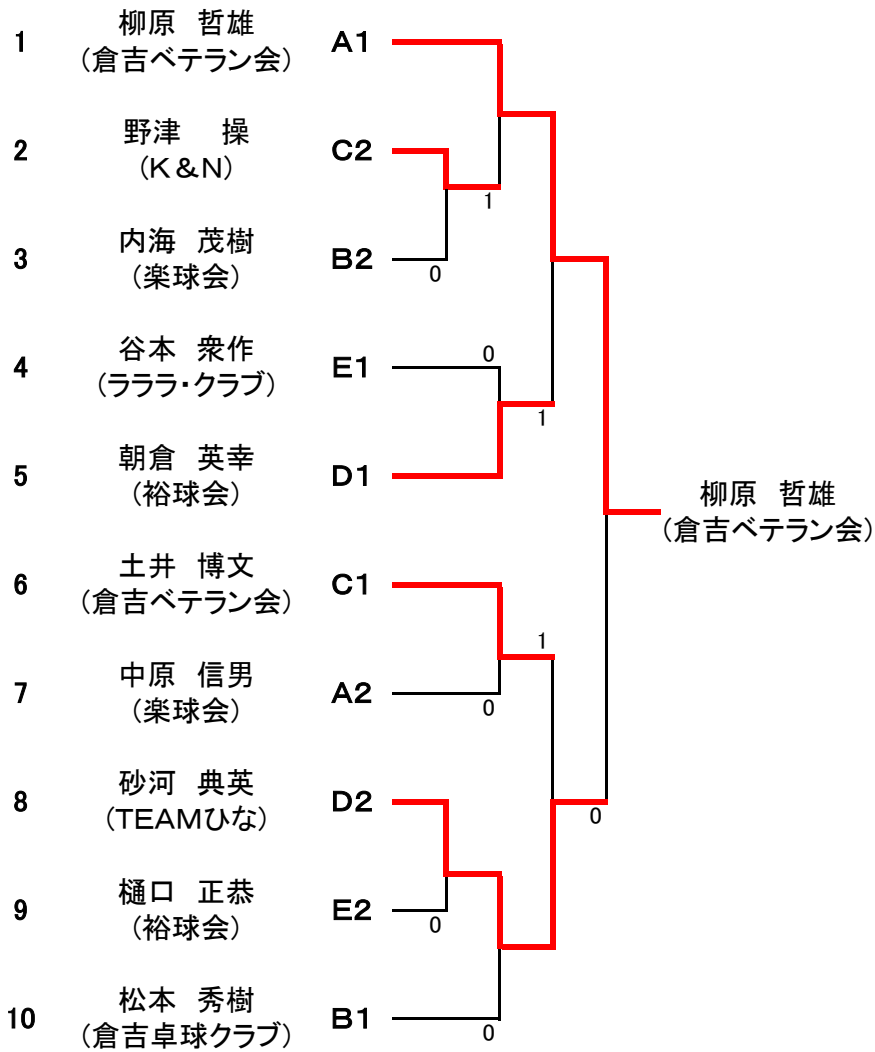 1 柳原 哲雄 A1
(倉吉ベテラン会)
2 野津 操 C2
(K&N)
1
3 内海 茂樹 B2
(楽球会) 0
0
4 谷本 衆作 E1
(ラララ・クラブ)
1
5 朝倉 英幸 D1
(裕球会)
柳原 哲雄
(倉吉ベテラン会)
6 土井 博文 C1
(倉吉ベテラン会)
1
7 中原 信男 A2
(楽球会) 0
8 砂河 典英 D2
(TEAMひな) 0
9 樋口 正恭 E2
(裕球会) 0
10 松本 秀樹 B1
(倉吉卓球クラブ) 0